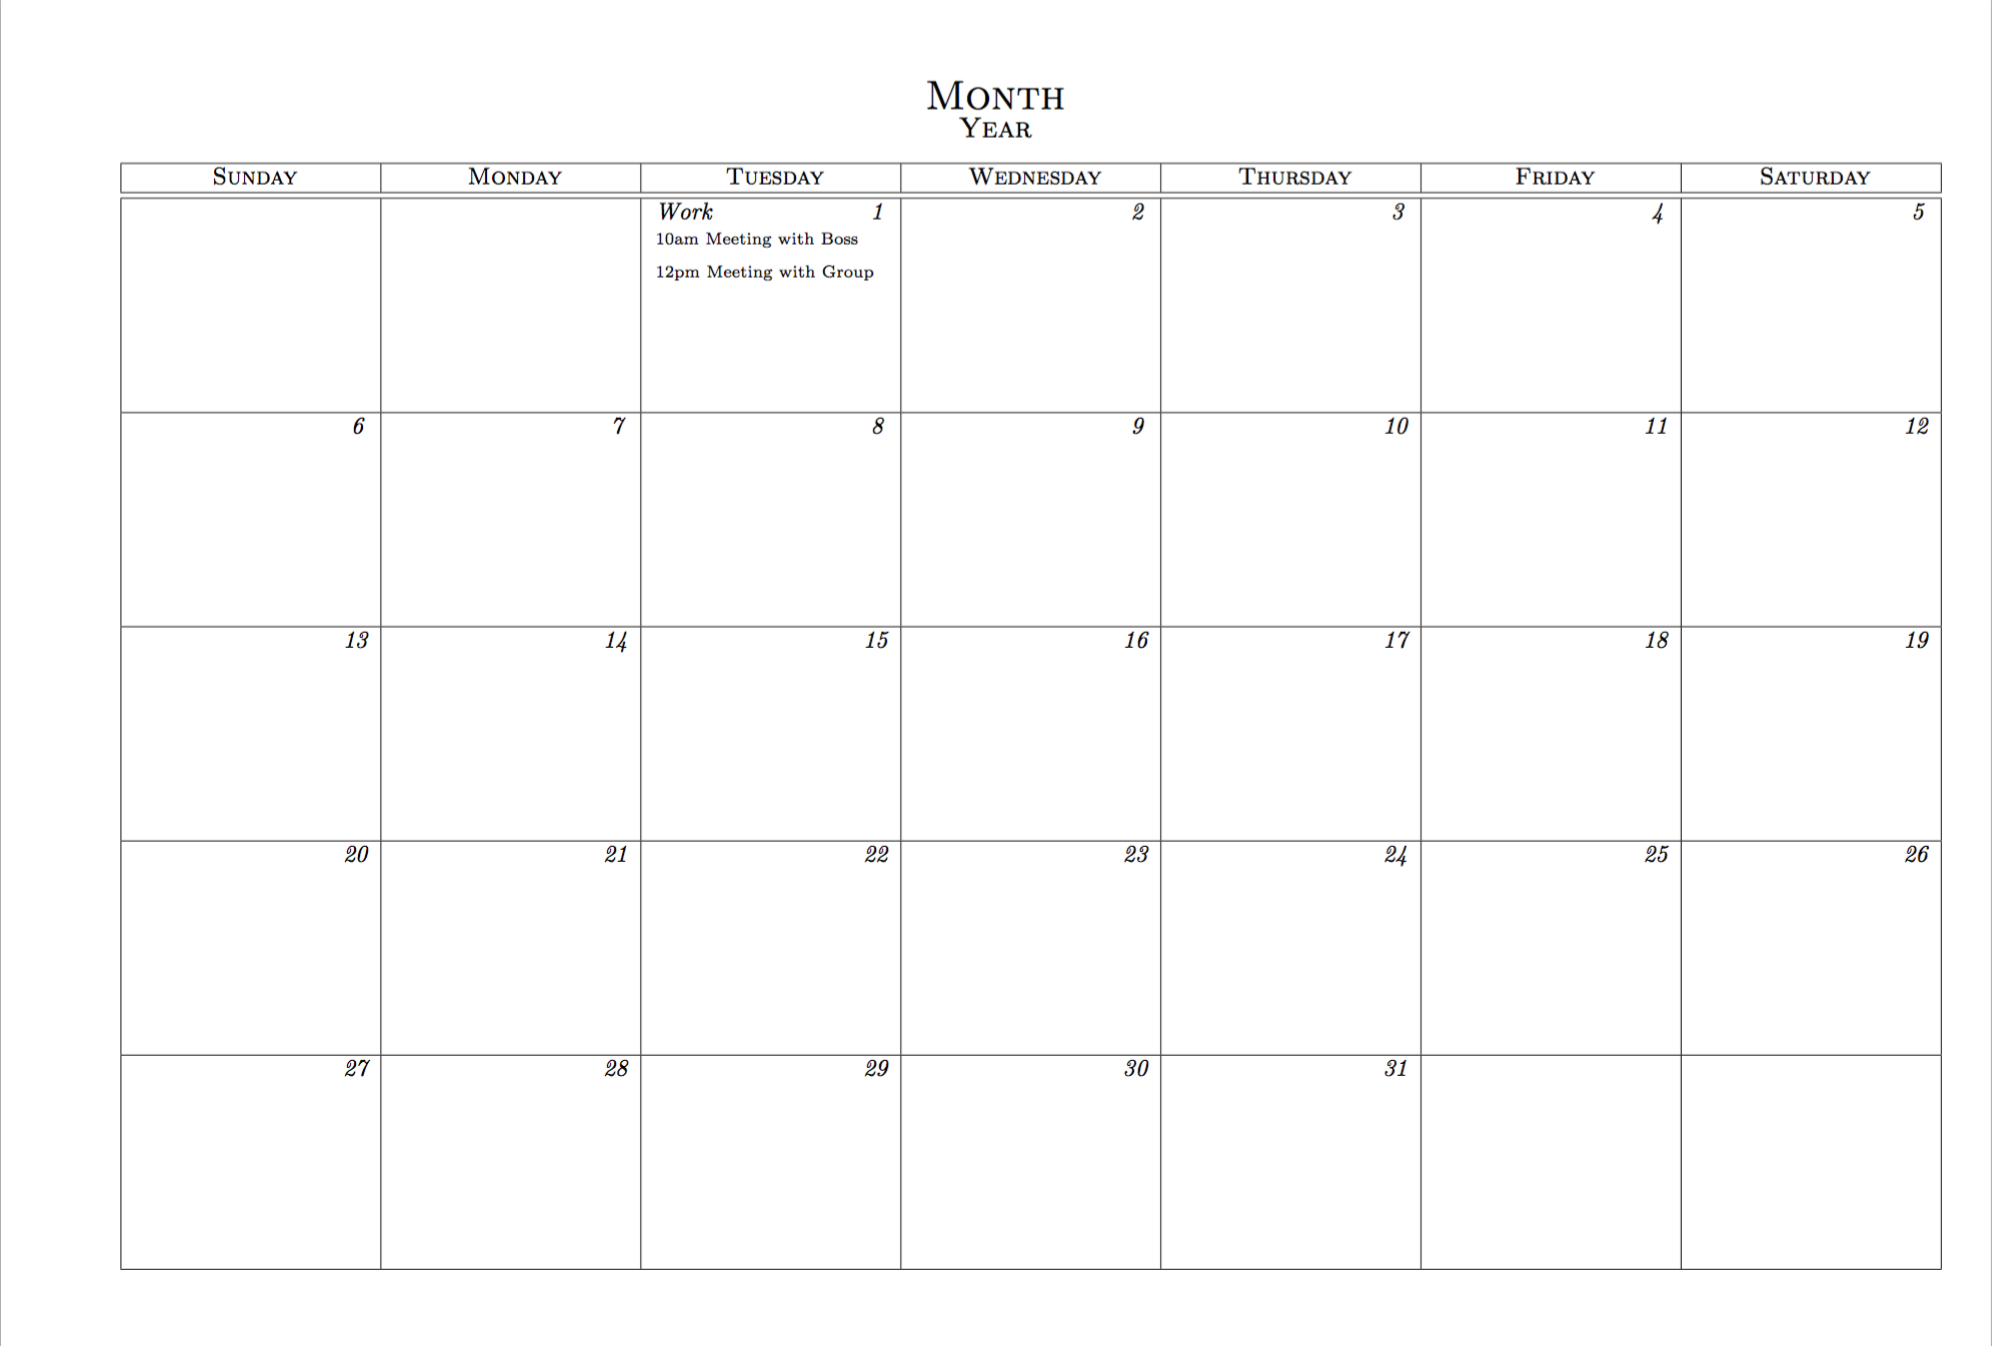 Month
Year
Sunday Monday Tuesday Wednesday Thursday Friday Saturday
Work 1 2 3 4 5
10am Meeting with Boss
12pm Meeting with Group
6 7 8 9 10 11 12
13 14 15 16 17 18 19
20 21 22 23 24 25 26
27 28 29 30 31